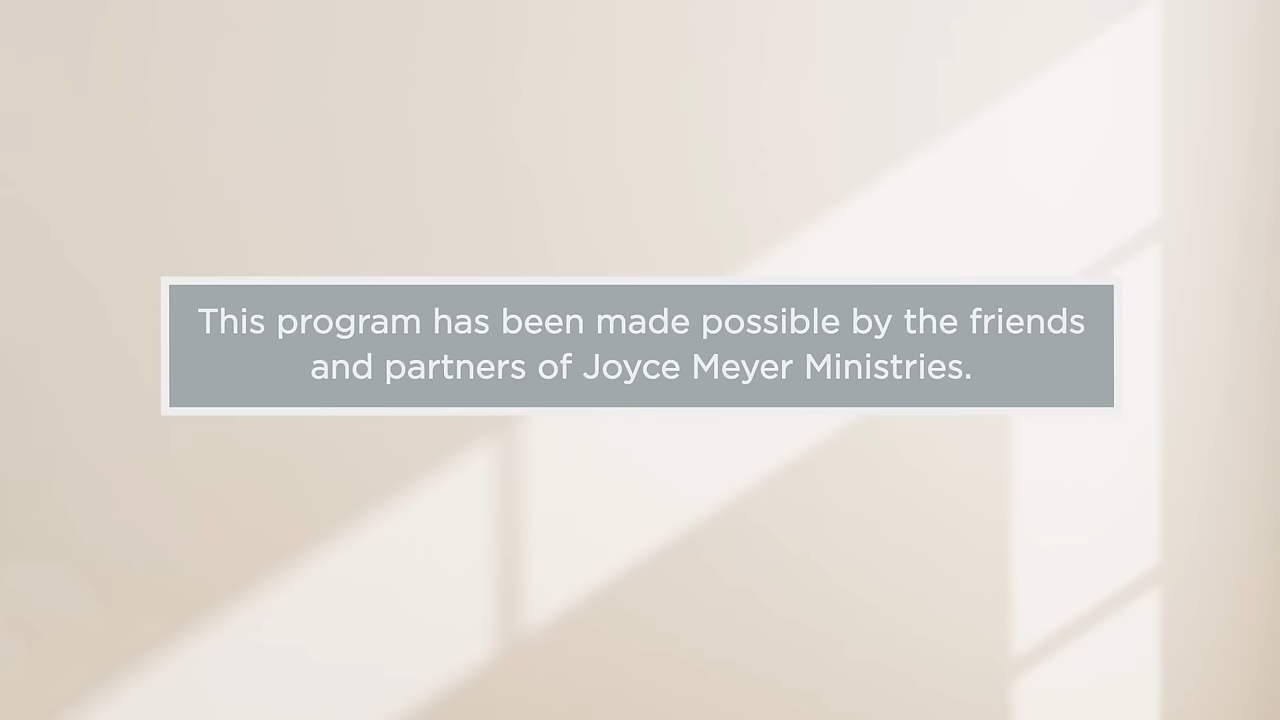 This program has been made possible by the friends
and partners of Joyce Meyer Ministries.